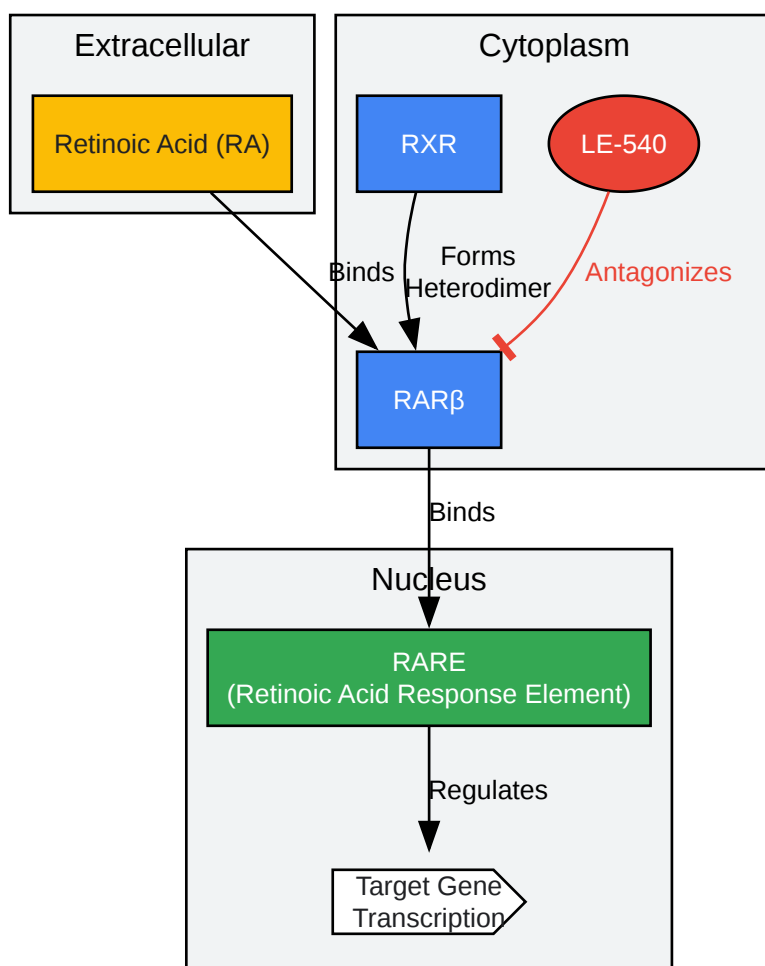 Extracellular
Cytoplasm
Retinoic Acid (RA)
RXR
LE-540
Binds
Forms
Heterodimer
Antagonizes
RARβ
Binds
Nucleus
RARE
(Retinoic Acid Response Element)
Regulates
Target Gene
Transcription